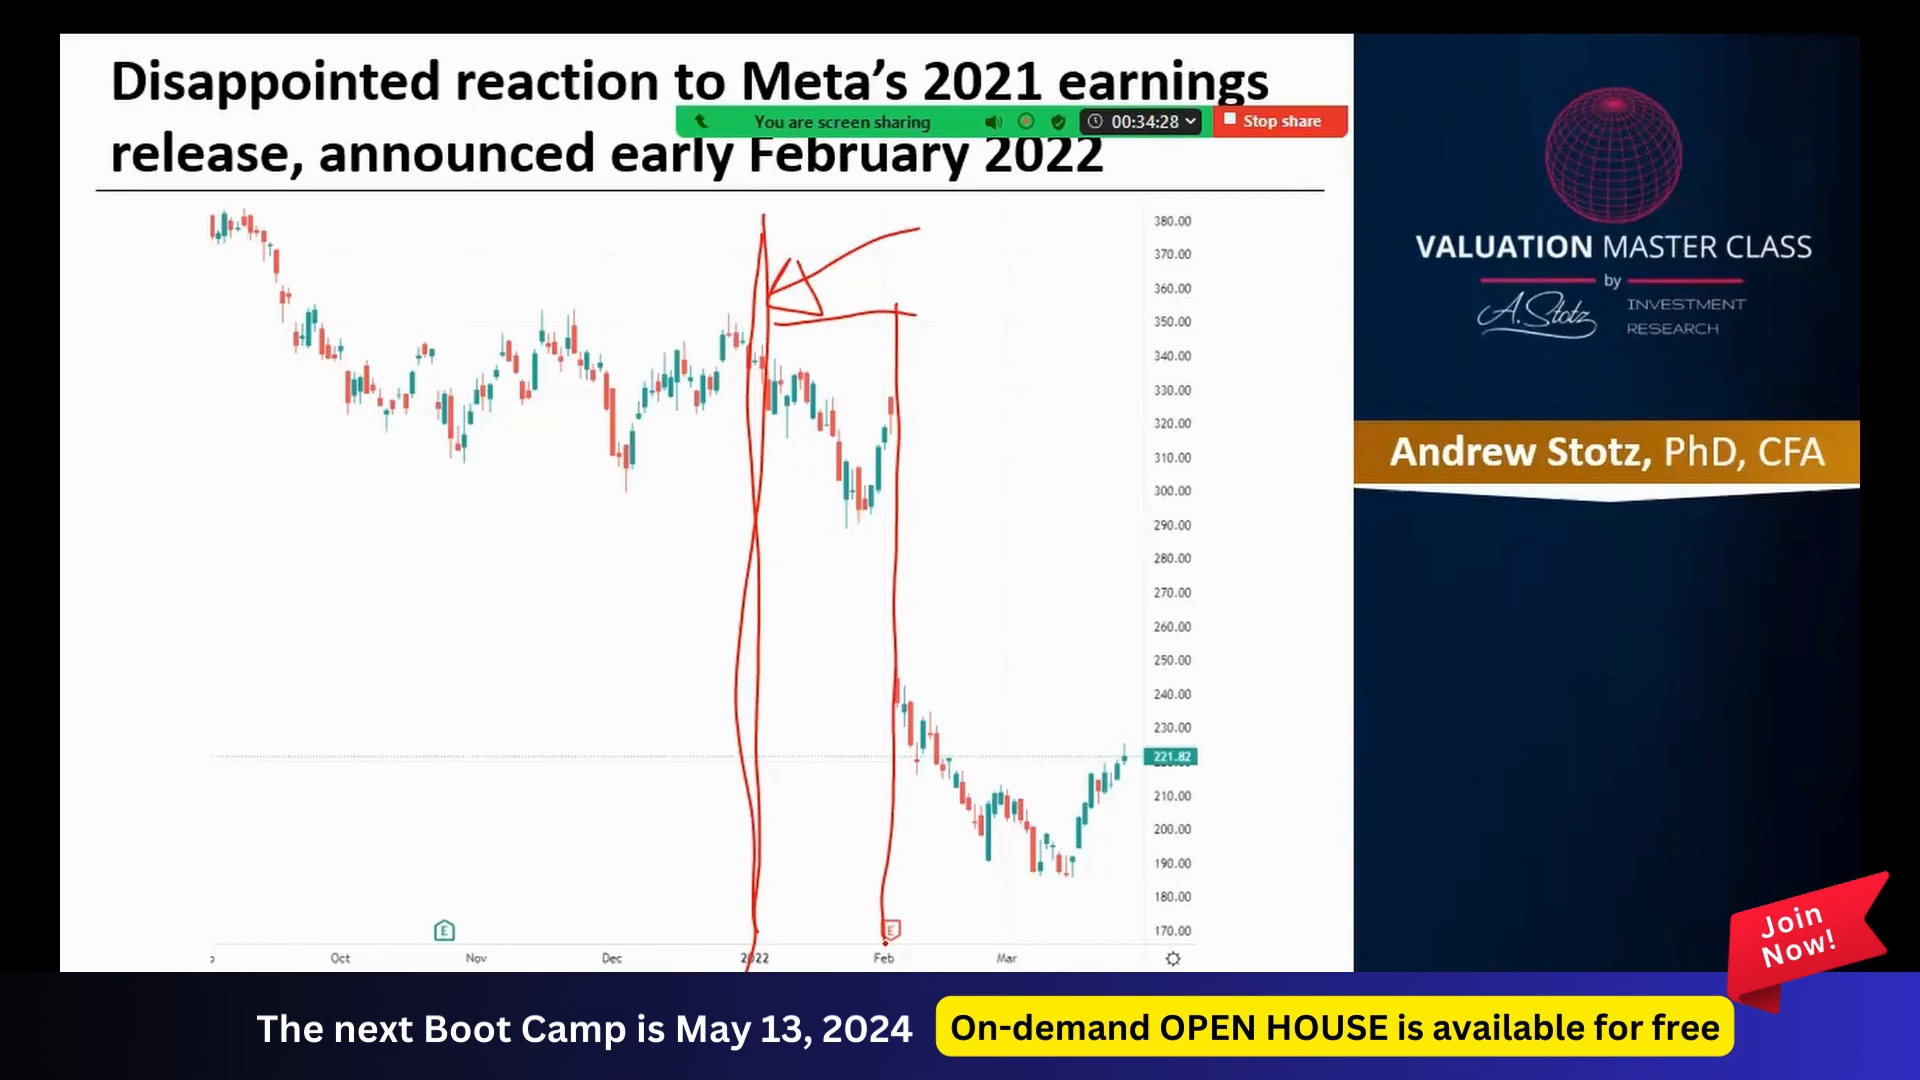 Disappointed reaction to Meta's 2021 earnings
You are screen sharing
00:34:28
Stop share
release, announced early February 2022
380.00
370.00
360.00
350.00
340.00
330.00
320.00
310.00
300.00
290.00
280.00
270.00
260.00
250.00
240.00
230.00
221.82
210.00
200.00
190.00
180.00
170.00
E
E
Oct
Nov
Dec
2022
Feb
Mar
VALUATION MASTER CLASS
by
A.Stotz
INVESTMENT
RESEARCH
Andrew Stotz, PhD, CFA
Join
Now!
The next Boot Camp is May 13, 2024
On-demand OPEN HOUSE is available for free